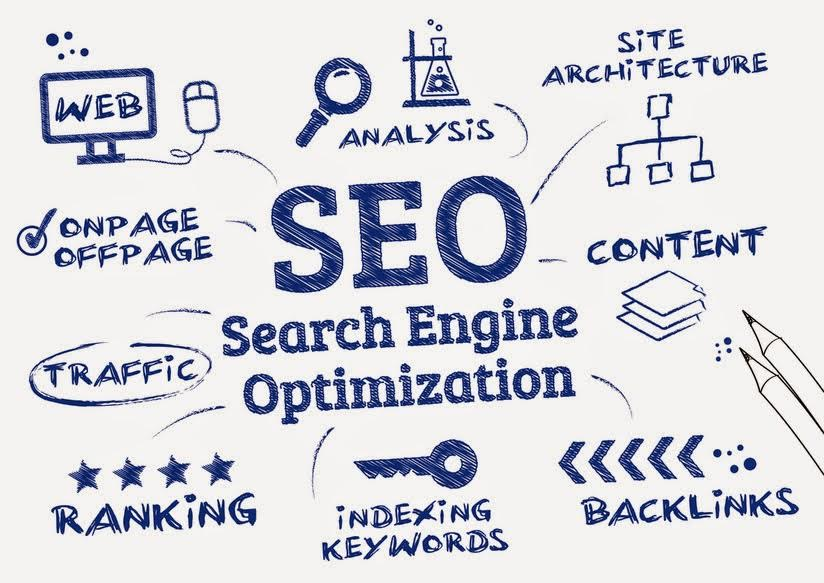 WEB
ANALYSIS
SITE
ARCHITECTURE
ONPAGE
OFFPAGE
SEO
Search Engine
Optimization
CONTENT
TRAFFIC
RANKING
INDEXING
KEYWORDS
BACKLINKS